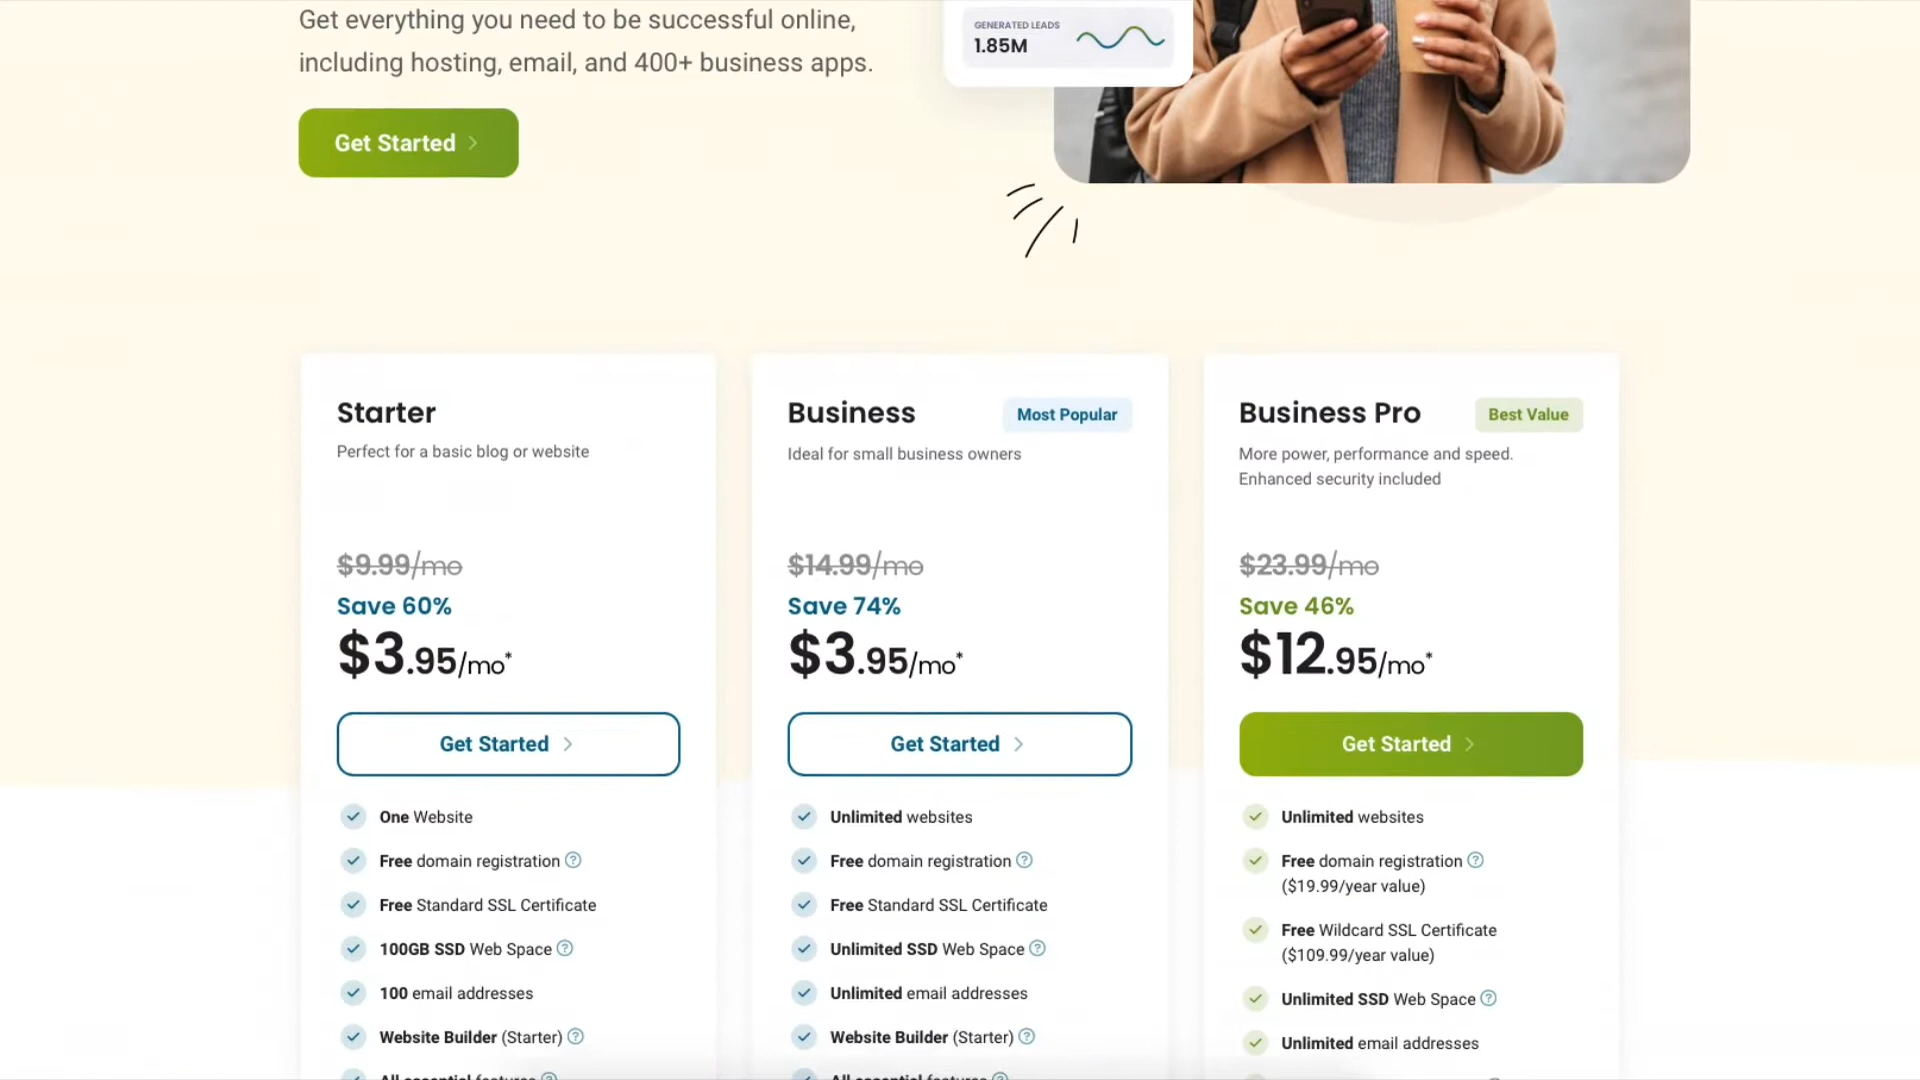 Get everything you need to be successful online,
including hosting, email, and 400+ business apps.
GENERATED LEADS
1.85M
Get Started
Starter
Perfect for a basic blog or website
$9.99/mo
Save 60%
$3.95/mo*
Get Started
One Website
Free domain registration ?
Free Standard SSL Certificate
100GB SSD Web Space ?
100 email addresses
Website Builder (Starter) ?
All essential features ?
Business
Most Popular
Ideal for small business owners
$14.99/mo
Save 74%
$3.95/mo*
Get Started
Unlimited websites
Free domain registration ?
Free Standard SSL Certificate
Unlimited SSD Web Space ?
Unlimited email addresses
Website Builder (Starter) ?
All essential features ?
Business Pro
Best Value
More power, performance and speed.
Enhanced security included
$23.99/mo
Save 46%
$12.95/mo*
Get Started
Unlimited websites
Free domain registration ?
($19.99/year value)
Free Wildcard SSL Certificate
($109.99/year value)
Unlimited SSD Web Space ?
Unlimited email addresses